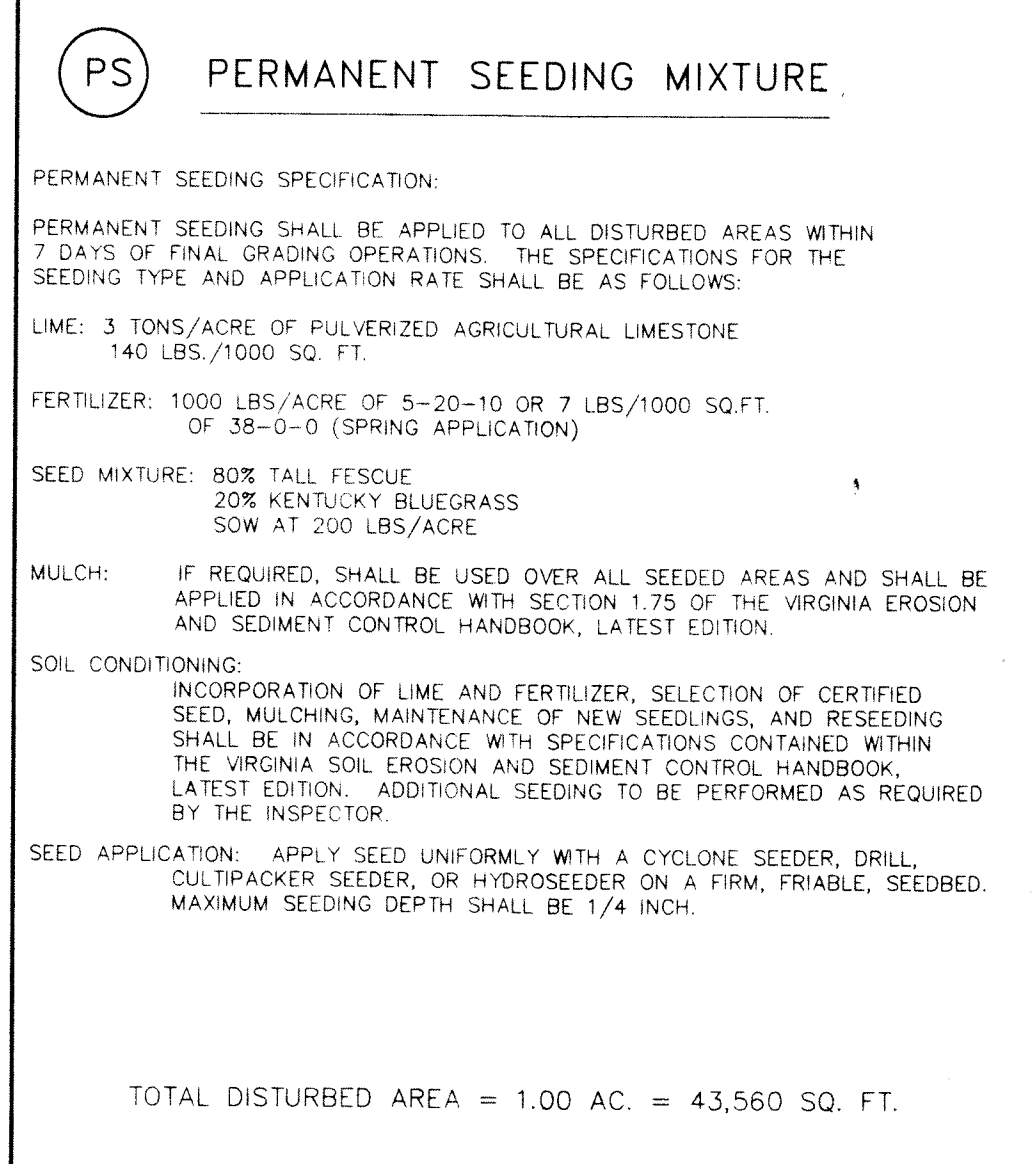 PS PERMANENT SEEDING MIXTURE
PERMANENT SEEDING SPECIFICATION:
PERMANENT SEEDING SHALL BE APPLIED TO ALL DISTURBED AREAS WITHIN
7 DAYS OF FINAL GRADING OPERATIONS. THE SPECIFICATIONS FOR THE
SEEDING TYPE AND APPLICATION RATE SHALL BE AS FOLLOWS:
LIME: 3 TONS/ACRE OF PULVERIZED AGRICULTURAL LIMESTONE
140 LBS./1000 SQ. FT.
FERTILIZER: 1000 LBS/ACRE OF 5-20-10 OR 7 LBS/1000 SQ.FT.
OF 38-0-0 (SPRING APPLICATION)
SEED MIXTURE: 80% TALL FESCUE
20% KENTUCKY BLUEGRASS
SOW AT 200 LBS/ACRE
MULCH: IF REQUIRED, SHALL BE USED OVER ALL SEEDED AREAS AND SHALL BE
APPLIED IN ACCORDANCE WITH SECTION 1.75 OF THE VIRGINIA EROSION
AND SEDIMENT CONTROL HANDBOOK, LATEST EDITION.
SOIL CONDITIONING:
INCORPORATION OF LIME AND FERTILIZER, SELECTION OF CERTIFIED
SEED, MULCHING, MAINTENANCE OF NEW SEEDLINGS, AND RESEEDING
SHALL BE IN ACCORDANCE WITH SPECIFICATIONS CONTAINED WITHIN
THE VIRGINIA SOIL EROSION AND SEDIMENT CONTROL HANDBOOK,
LATEST EDITION. ADDITIONAL SEEDING TO BE PERFORMED AS REQUIRED
BY THE INSPECTOR.
SEED APPLICATION: APPLY SEED UNIFORMLY WITH A CYCLONE SEEDER, DRILL,
CULTIPACKER SEEDER, OR HYDROSEEDER ON A FIRM, FRIABLE, SEEDBED.
MAXIMUM SEEDING DEPTH SHALL BE 1/4 INCH.
TOTAL DISTURBED AREA = 1.00 AC. = 43,560 SQ. FT.